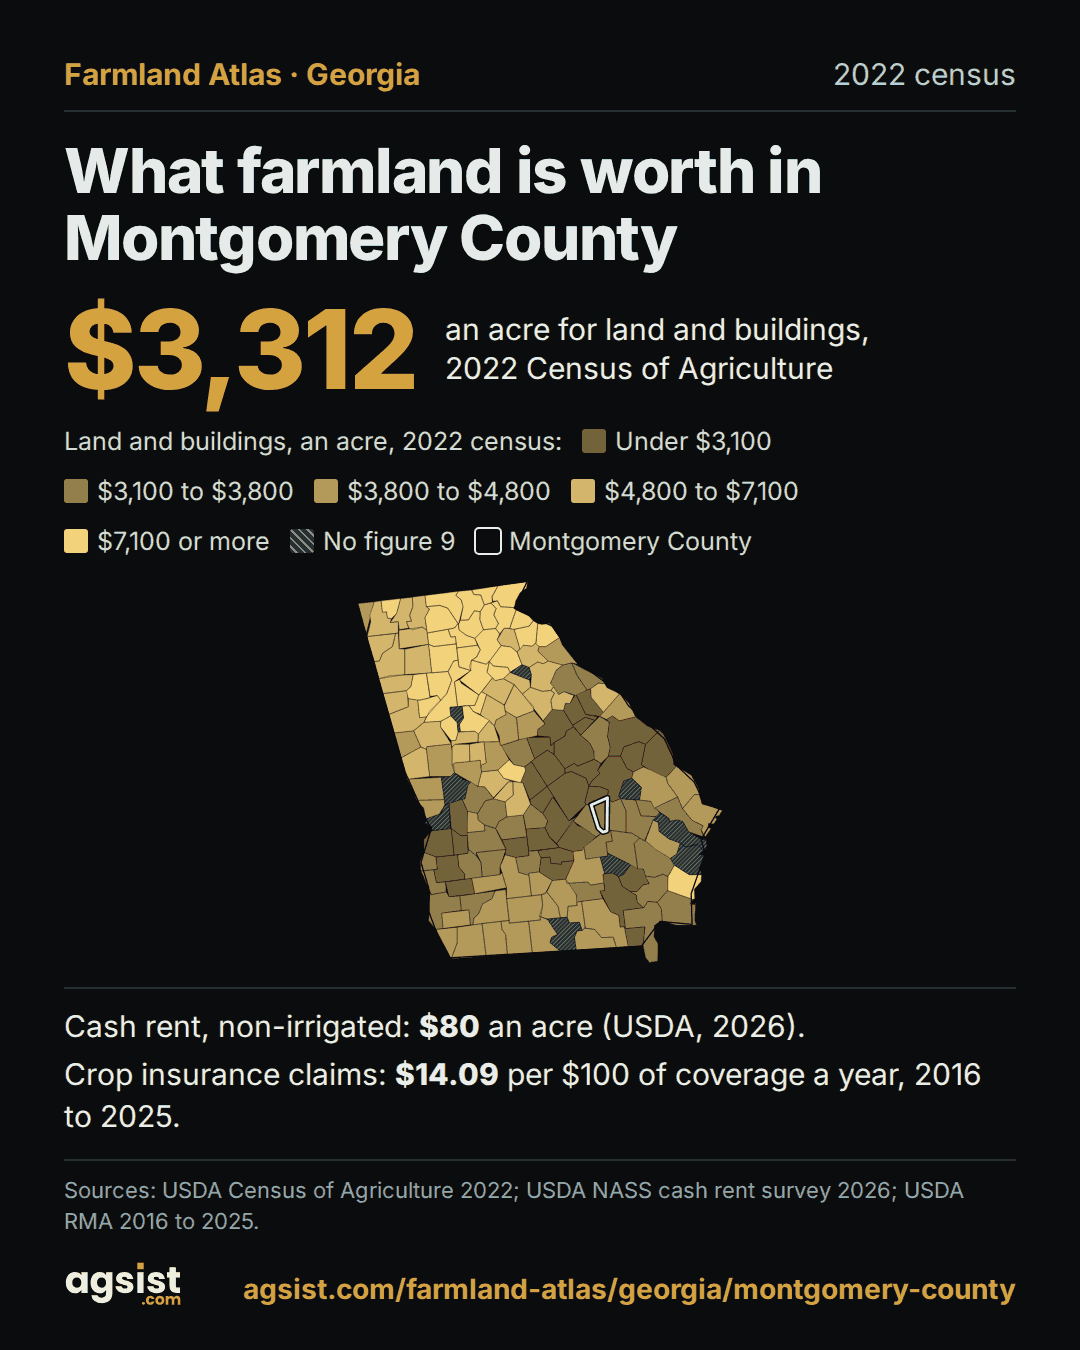 Farmland Atlas · Georgia
2022 census
What farmland is worth in
Montgomery County
$3,312
an acre for land and buildings,
2022 Census of Agriculture
Land and buildings, an acre, 2022 census: Under $3,100
$3,100 to $3,800 $3,800 to $4,800 $4,800 to $7,100
$7,100 or more No figure 9 Montgomery County
Cash rent, non-irrigated: $80 an acre (USDA, 2026).
Crop insurance claims: $14.09 per $100 of coverage a year, 2016
to 2025.
Sources: USDA Census of Agriculture 2022; USDA NASS cash rent survey 2026; USDA
RMA 2016 to 2025.
agsist
.com
agsist.com/farmland-atlas/georgia/montgomery-county